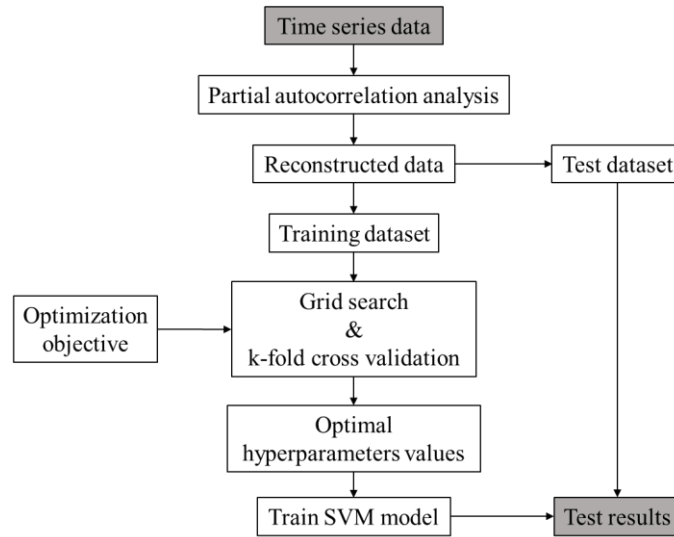 Time series data
Partial autocorrelation analysis
Reconstructed data
Test dataset
Training dataset
Optimization
objective
Grid search
&
k-fold cross validation
Optimal
hyperparameters values
Train SVM model
Test results